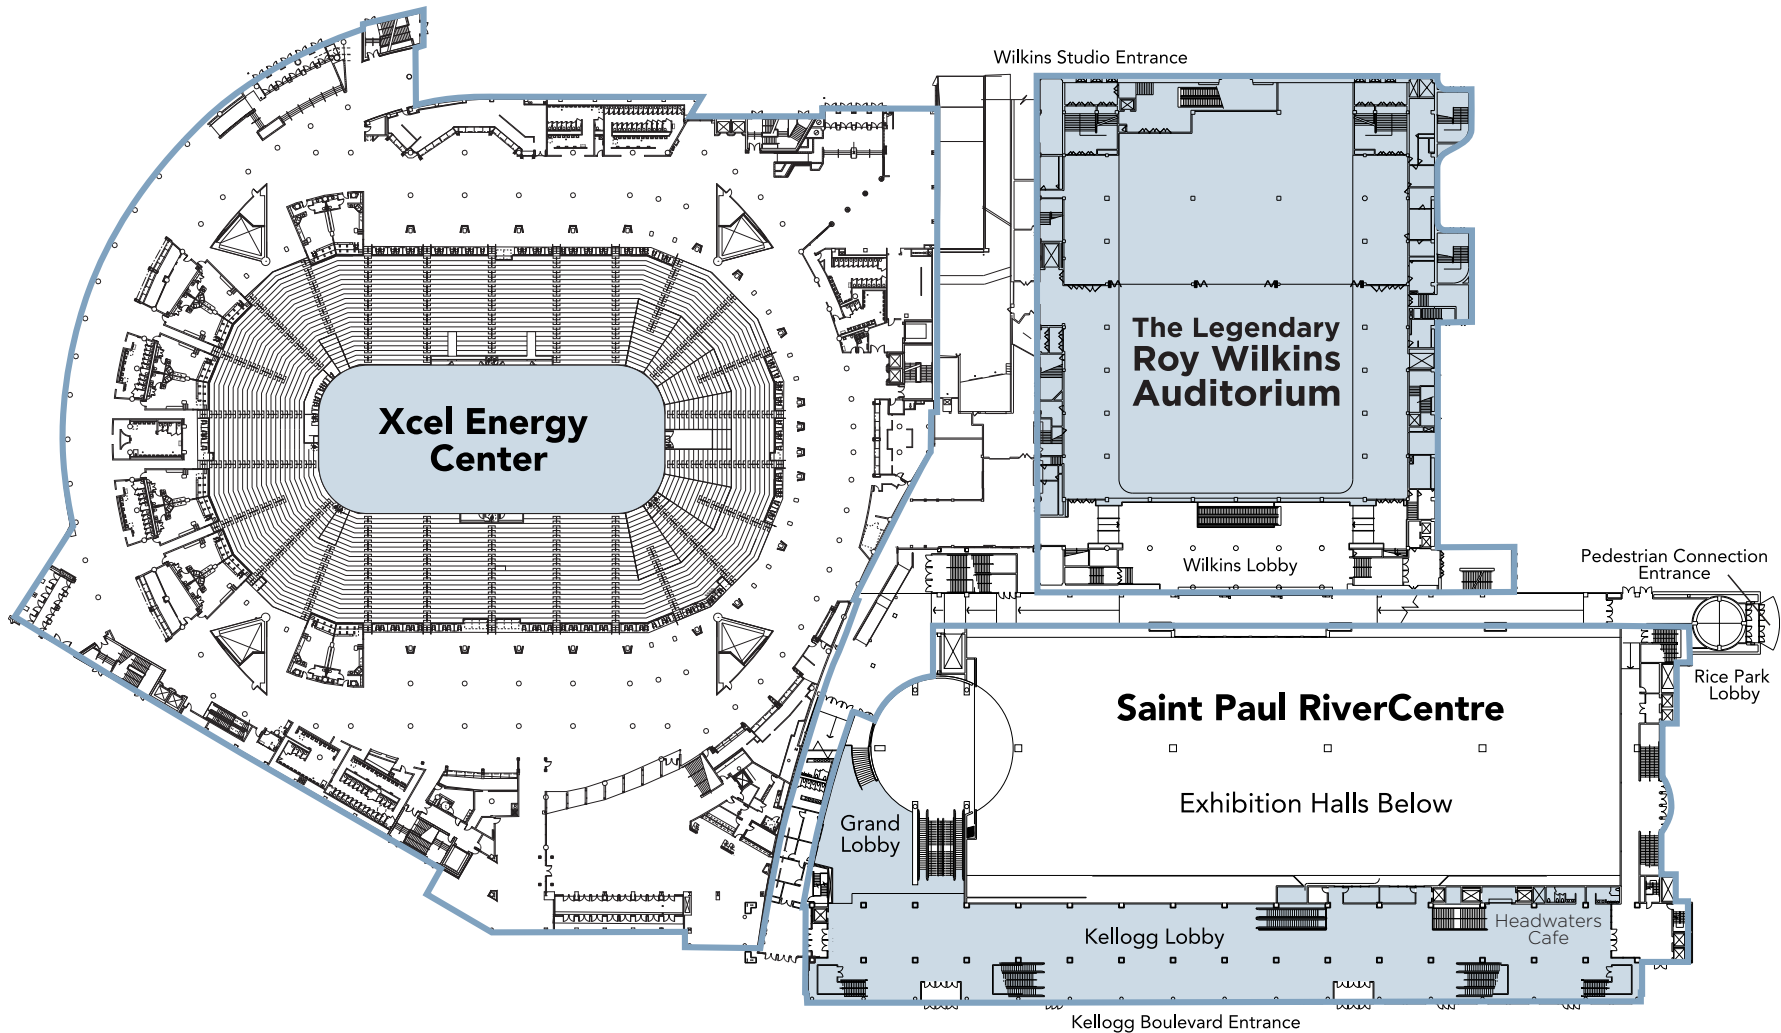 Wilkins Studio Entrance
The Legendary
Roy Wilkins
Auditorium
Xcel Energy
Center
Wilkins Lobby
Pedestrian Connection
Entrance
Rice Park
Lobby
Saint Paul RiverCentre
Exhibition Halls Below
Grand
Lobby
Headwaters
Cafe
Kellogg Lobby
Kellogg Boulevard Entrance